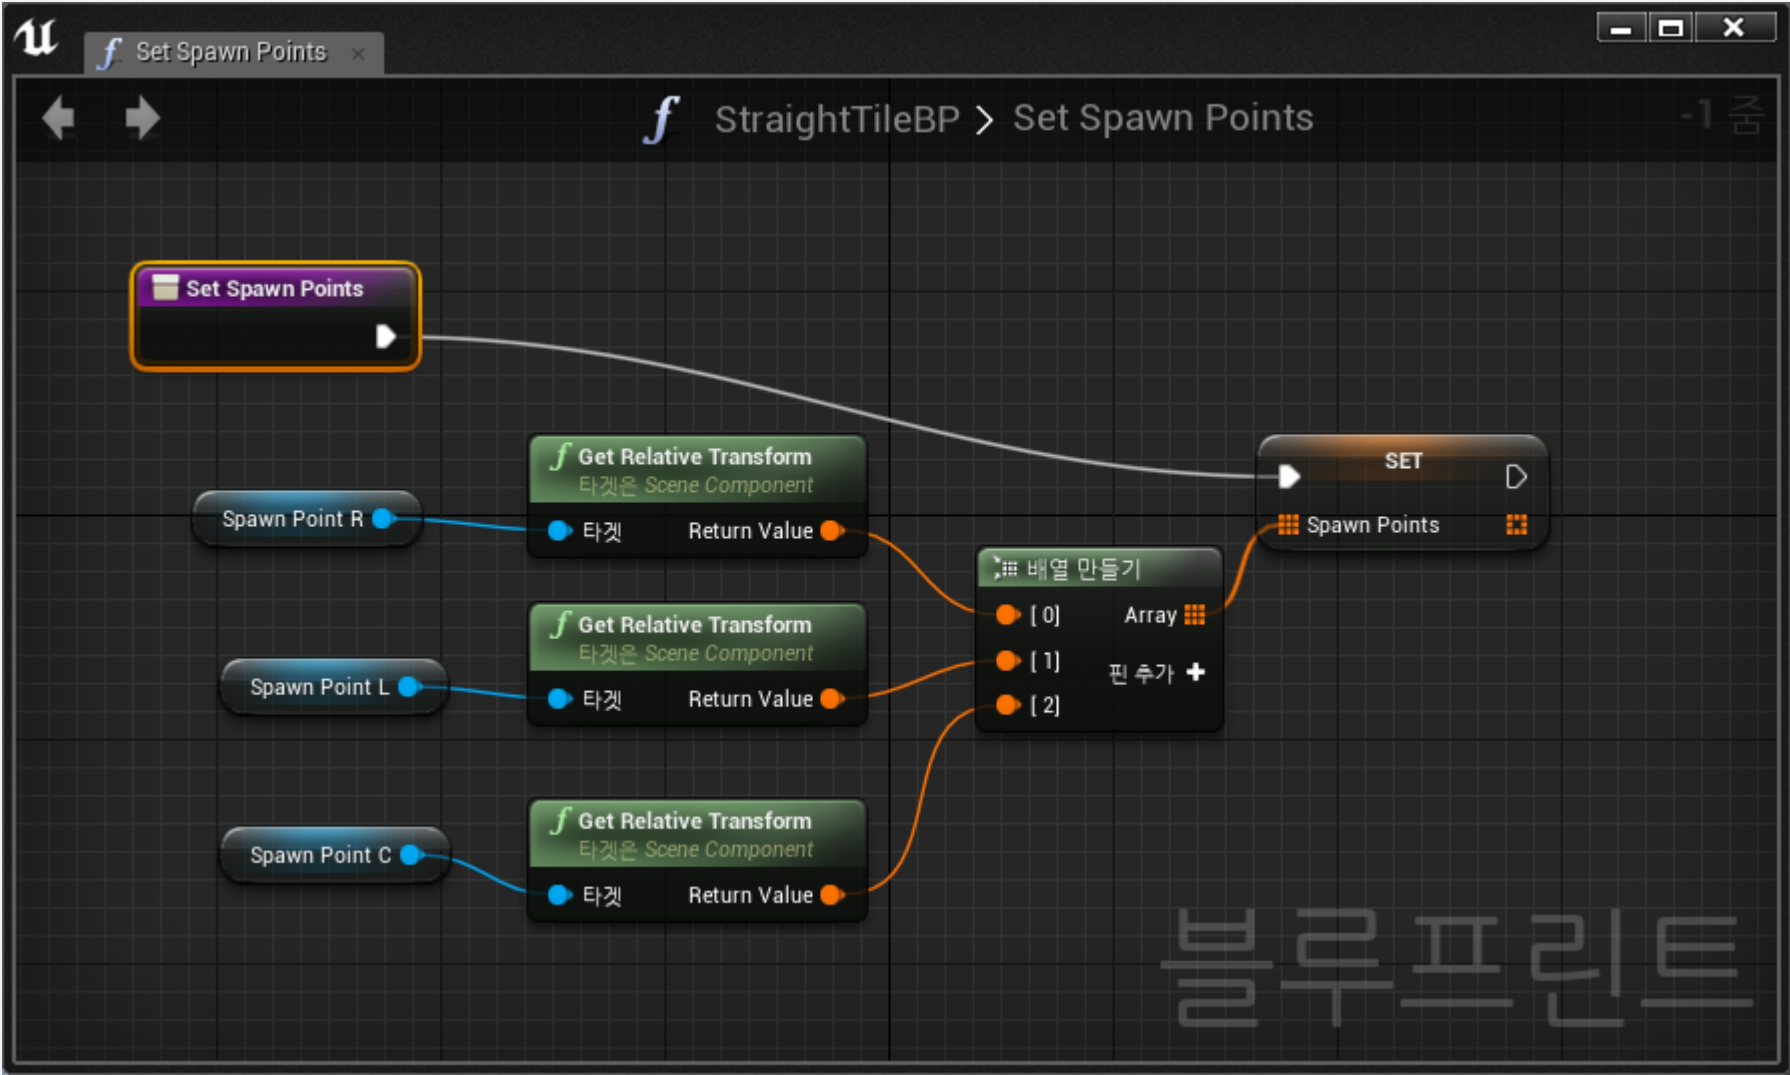 Set Spawn Points
StraightTileBP > Set Spawn Points
-1 줌
Set Spawn Points
Get Relative Transform
타겟은 Scene Component
타겟
Return Value
Spawn Point R
SET
Spawn Points
배열 만들기
[ 0]
Array
[ 1]
핀 추가
[ 2]
Get Relative Transform
타겟은 Scene Component
타겟
Return Value
Spawn Point L
Get Relative Transform
타겟은 Scene Component
타겟
Return Value
Spawn Point C
블루프린트